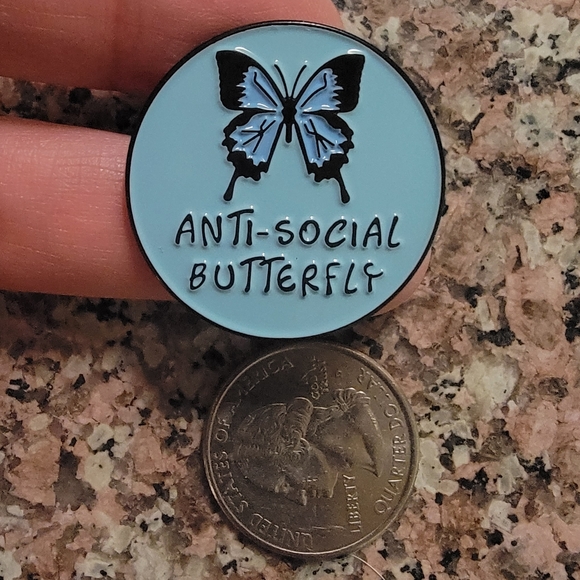 ANTI-SOCIAL
BUTTERFLY
UNITED STATES OF AMERICA
LIBERTY
QUARTER DOLLAR